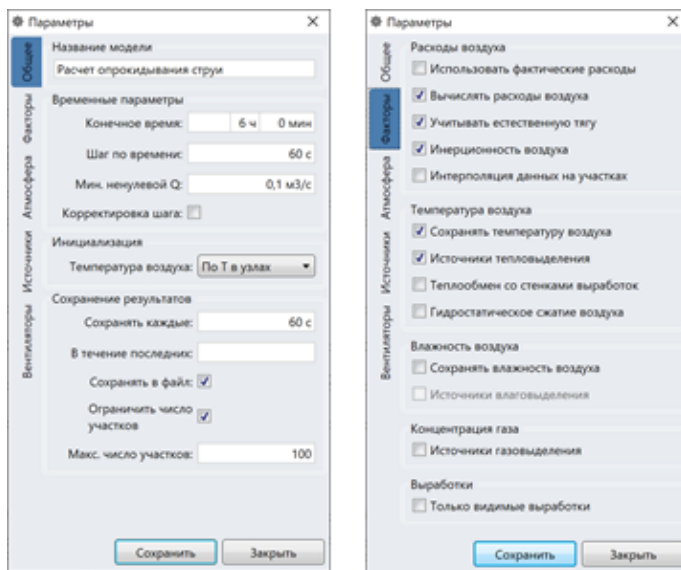 Параметры
Общее
Факторы
Атмосфера
Источники
Вентиляторы
Название модели
Расчет опрокидывания струи
Временные параметры
Конечное время: 6 ч 0 мин
Шаг по времени: 60 с
Мин. ненулевой Q: 0,1 м3/с
Корректировка шага:
Инициализация
Температура воздуха: По Т в узлах
Сохранение результатов
Сохранять каждые: 60 с
В течение последних:
Сохранять в файл:
Ограничить число
участков
Макс. число участков: 100
Сохранить Закрыть
Параметры
Общее
Факторы
Атмосфера
Источники
Вентиляторы
Расходы воздуха
Использовать фактические расходы
Вычислять расходы воздуха
Учитывать естественную тягу
Инерционность воздуха
Интерполяция данных на участках
Температура воздуха
Сохранять температуру воздуха
Источники тепловыделения
Теплообмен со стенками выработок
Гидростатическое сжатие воздуха
Влажность воздуха
Сохранять влажность воздуха
Источники влаговыделения
Концентрация газа
Источники газовыделения
Выработки
Только видимые выработки
Сохранить Закрыть